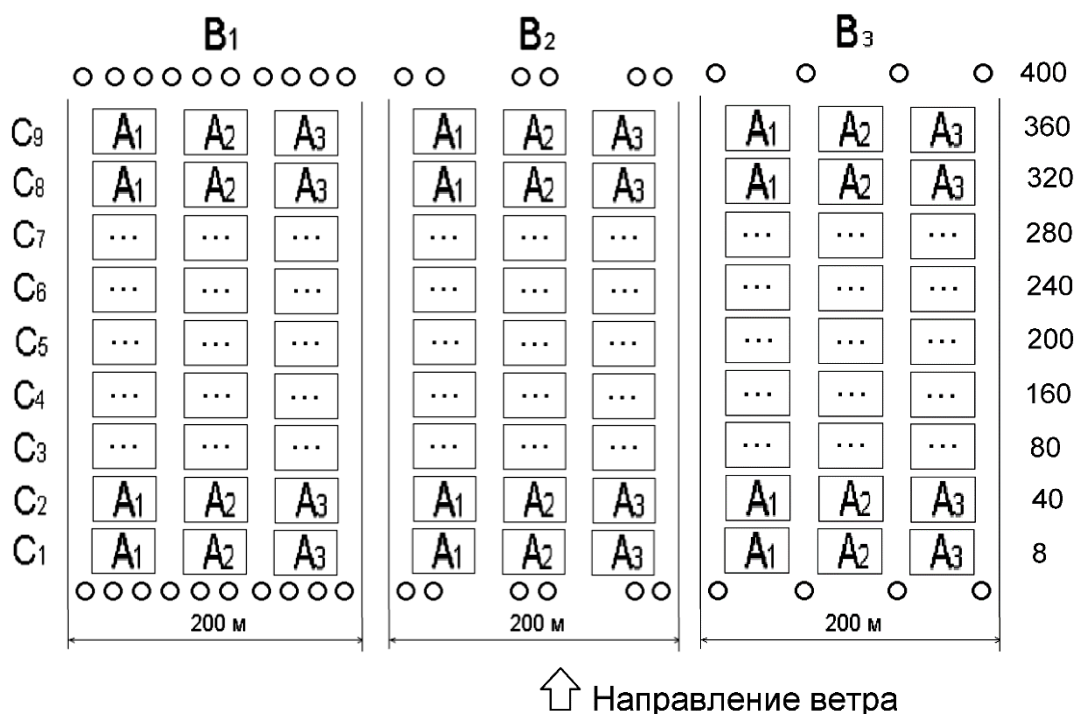 B1 B2 B3
400
C9 A1 A2 A3 A1 A2 A3 A1 A2 A3 360
C8 A1 A2 A3 A1 A2 A3 A1 A2 A3 320
C7 ... ... ... ... ... ... ... ... ... 280
C6 ... ... ... ... ... ... ... ... ... 240
C5 ... ... ... ... ... ... ... ... ... 200
C4 ... ... ... ... ... ... ... ... ... 160
C3 ... ... ... ... ... ... ... ... ... 80
C2 A1 A2 A3 A1 A2 A3 A1 A2 A3 40
C1 A1 A2 A3 A1 A2 A3 A1 A2 A3 8
200 м 200 м 200 м
Направление ветра